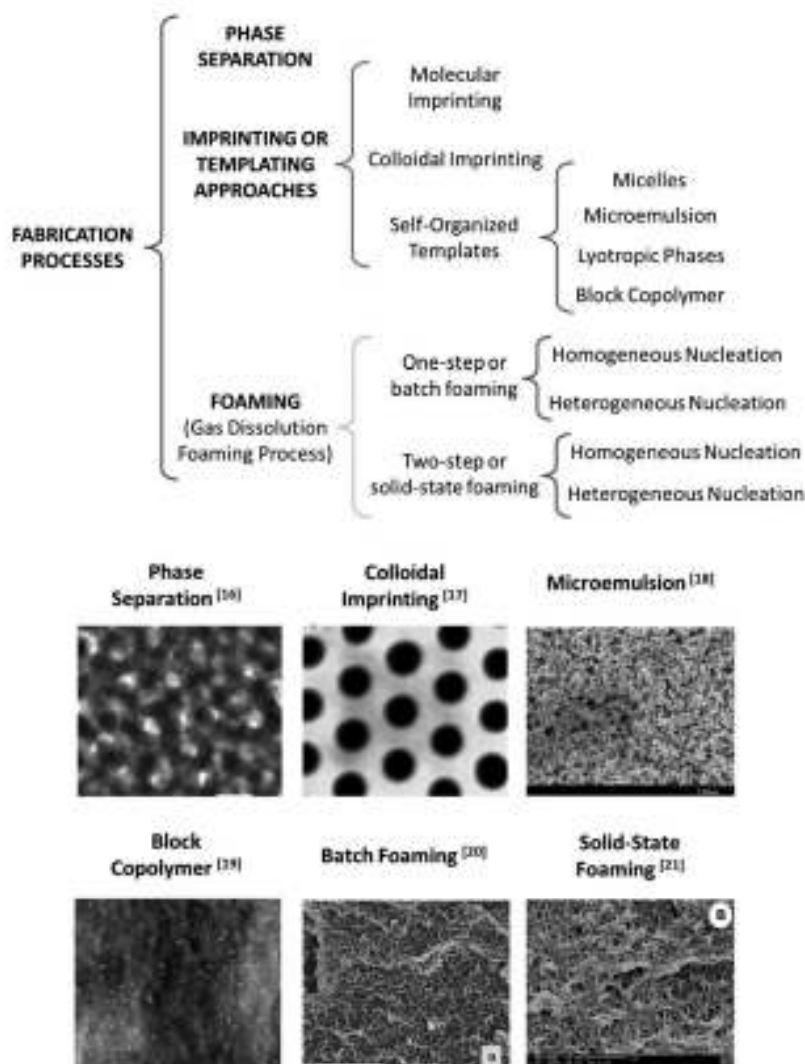 PHASE
SEPARATION
Molecular
Imprinting
IMPRINTING OR
TEMPLATING
APPROACHES
Colloidal Imprinting
Self-Organized
Templates
Micelles
Microemulsion
Lyotropic Phases
Block Copolymer
FABRICATION
PROCESSES
FOAMING
(Gas Dissolution
Foaming Process)
One-step or
batch foaming
Homogeneous Nucleation
Heterogeneous Nucleation
Two-step or
solid-state foaming
Homogeneous Nucleation
Heterogeneous Nucleation
Phase
Separation [16]
Colloidal
Imprinting [17]
Microemulsion [18]
Block
Copolymer [19]
Batch Foaming [20]
Solid-State
Foaming [21]